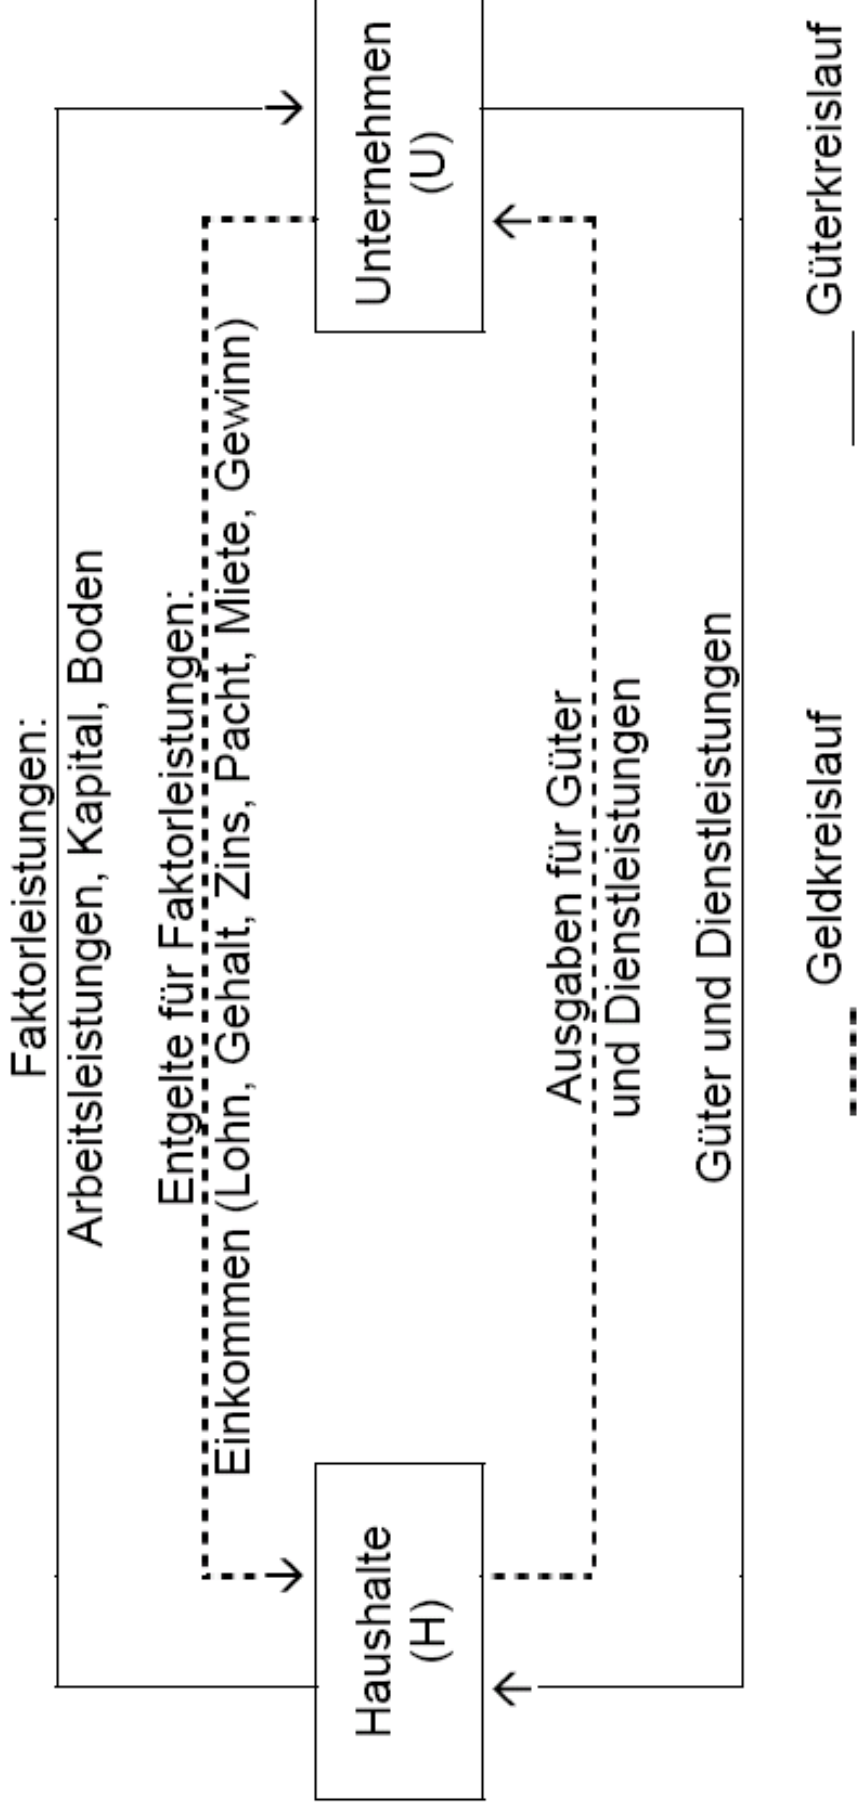 Faktorleistungen:
Arbeitsleistungen, Kapital, Boden
Entgelte für Faktorleistungen:
Einkommen (Lohn, Gehalt, Zins, Pacht, Miete, Gewinn)
Haushalte
(H)
Unternehmen
(U)
Ausgaben für Güter
und Dienstleistungen
Güter und Dienstleistungen
Geldkreislauf
Güterkreislauf